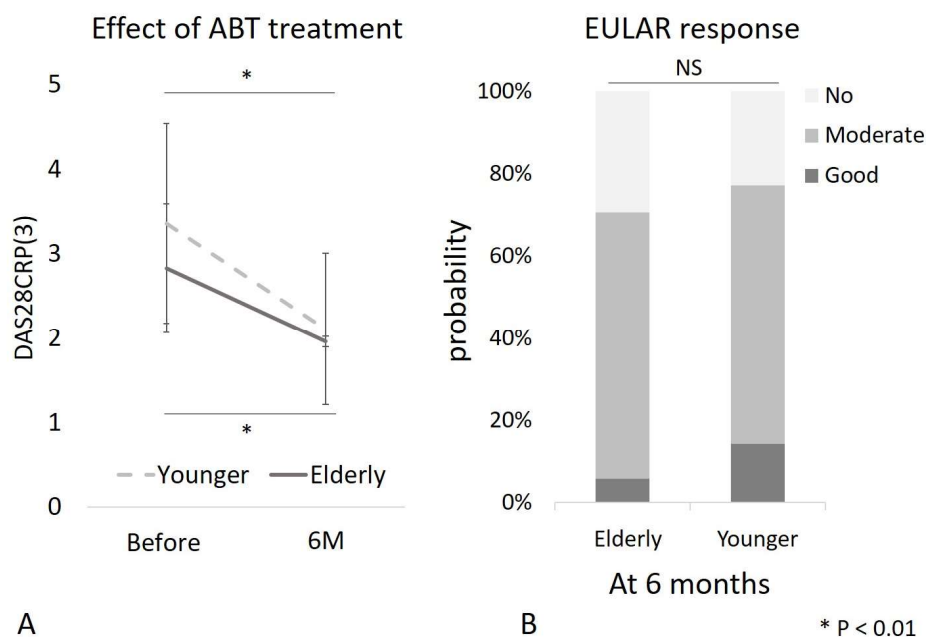 Effect of ABT treatment
*
5
4
3
2
1
0
DAS28CRP(3)
*
Younger
Elderly
Before
6M
A
EULAR response
NS
100%
80%
60%
40%
20%
0%
probability
No
Moderate
Good
Elderly
Younger
At 6 months
B
* P < 0.01